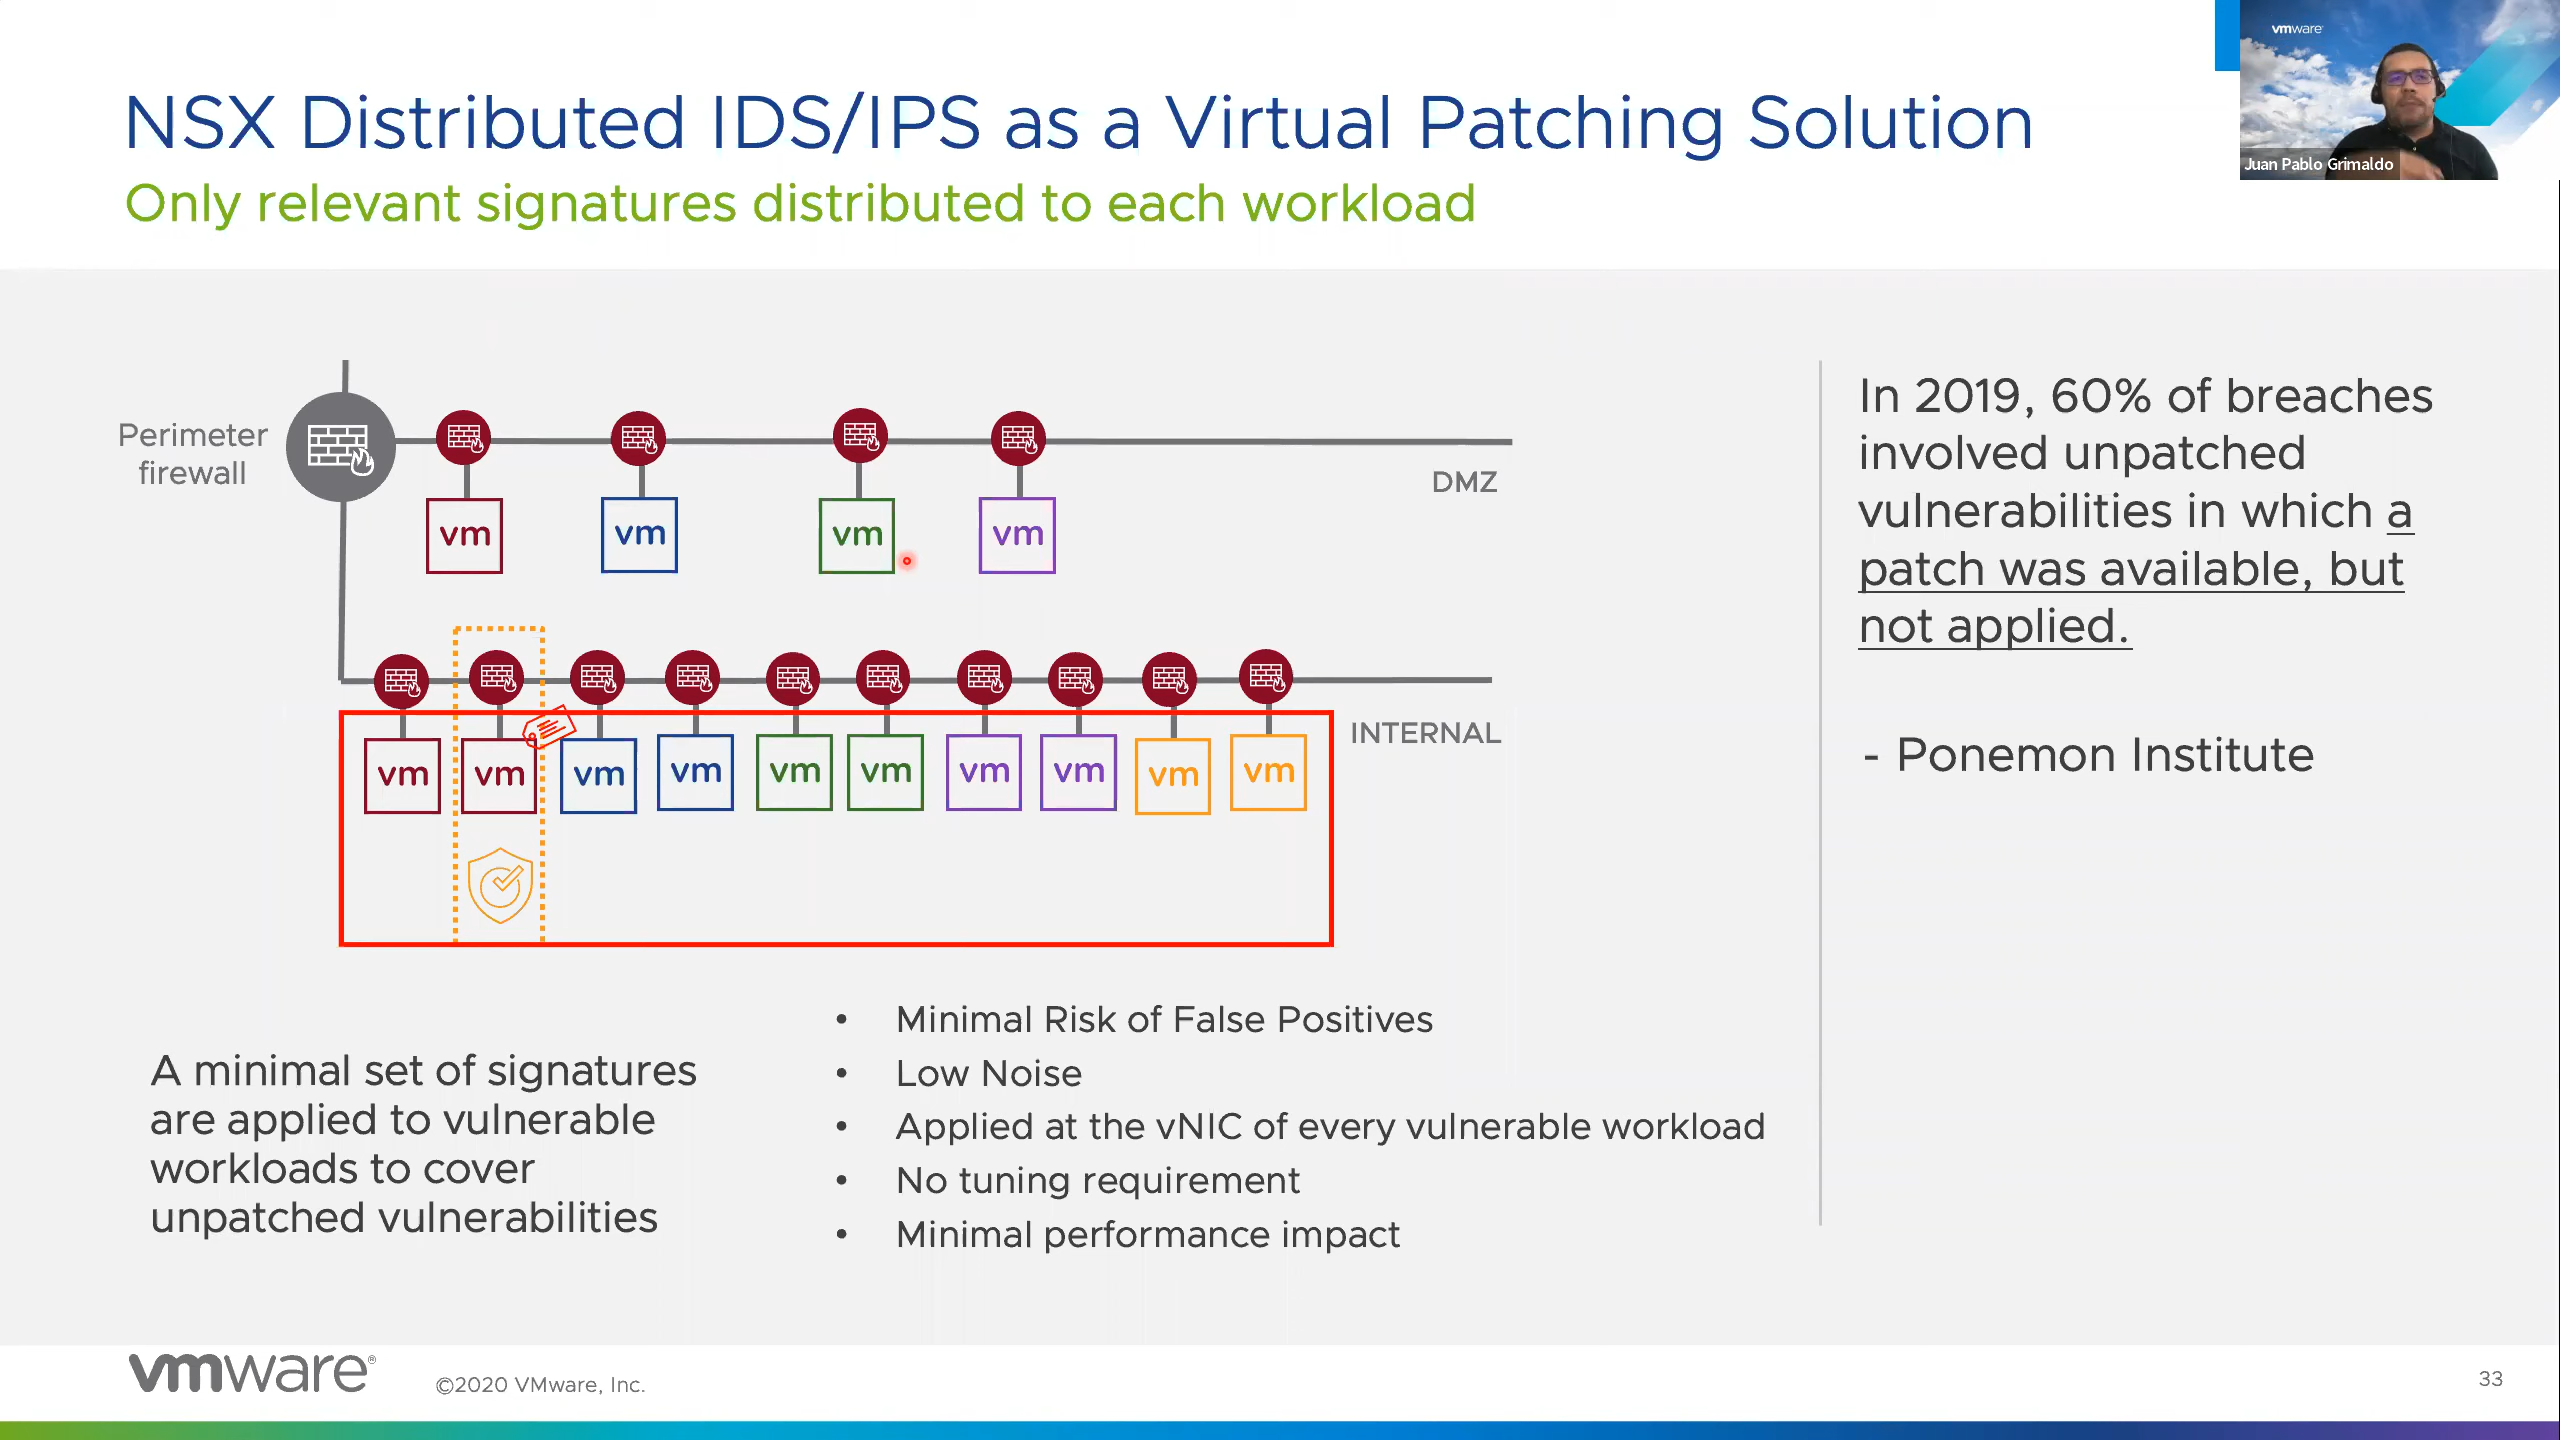 vmware
Juan Pablo Grimaldo
NSX Distributed IDS/IPS as a Virtual Patching Solution
Only relevant signatures distributed to each workload
Perimeter
firewall
DMZ
vm vm vm vm
INTERNAL
vm vm vm vm vm vm vm vm vm vm
In 2019, 60% of breaches
involved unpatched
vulnerabilities in which a
patch was available, but
not applied.
- Ponemon Institute
A minimal set of signatures
are applied to vulnerable
workloads to cover
unpatched vulnerabilities
• Minimal Risk of False Positives
• Low Noise
• Applied at the vNIC of every vulnerable workload
• No tuning requirement
• Minimal performance impact
vmware®
©2020 VMware, Inc.
33